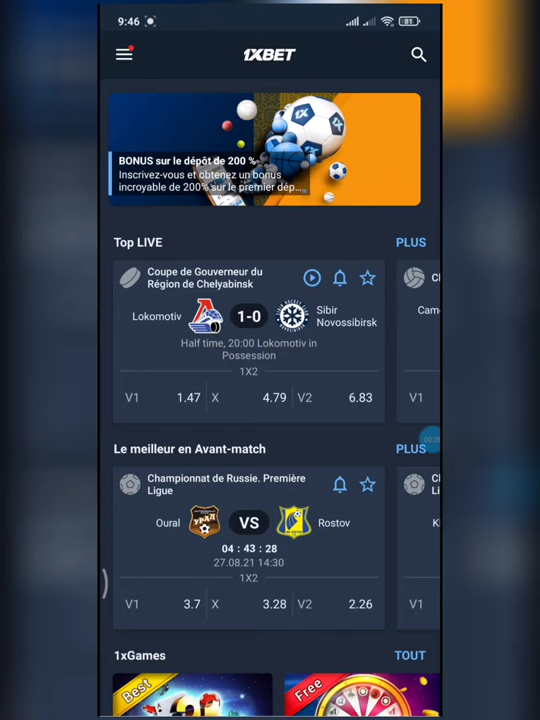 9:46
81
1XBET
BONUS sur le dépôt de 200 %
Inscrivez-vous et obtenez un bonus
incroyable de 200% sur le premier dép...
Top LIVE
PLUS
Coupe de Gouverneur du
Région de Chelyabinsk
Lokomotiv
1-0
Sibir
Novossibirsk
Cam
Half time, 20:00 Lokomotiv in
Possession
1X2
V1
1.47
X
4.79
V2
6.83
V1
00:28
Le meilleur en Avant-match
PLUS
Championnat de Russie. Première
Ligue
Oural
УРАЛ
VS
Rostov
04 : 43 : 28
27.08.21 14:30
1X2
V1
3.7
X
3.28
V2
2.26
V1
1xGames
TOUT
Best
Free